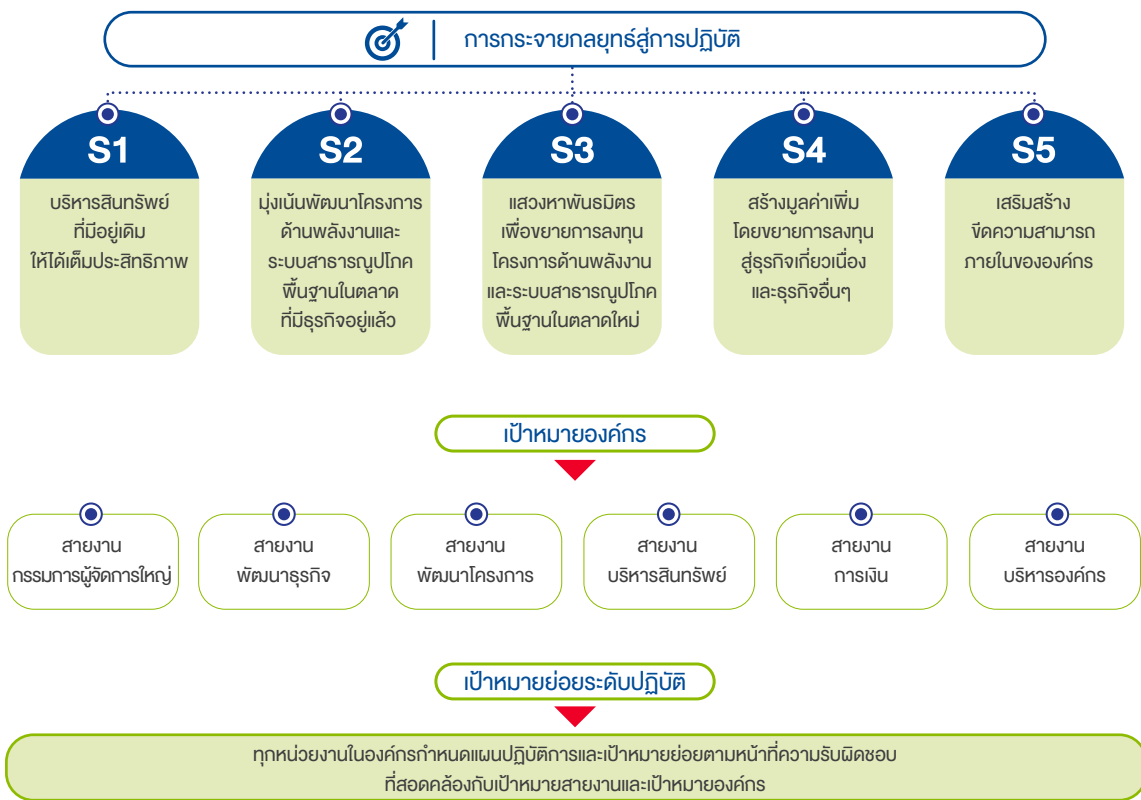 การกระจายกลยุทธ์สู่การปฏิบัติ
S1
บริหารสินทรัพย์
ที่มีอยู่เดิม
ให้ได้เต็มประสิทธิภาพ
S2
มุ่งเน้นพัฒนาโครงการ
ด้านพลังงานและ
ระบบสาธารณูปโภค
พื้นฐานในตลาด
ที่มีธุรกิจอยู่แล้ว
S3
แสวงหาพันธมิตร
เพื่อขยายการลงทุน
โครงการด้านพลังงาน
และระบบสาธารณูปโภค
พื้นฐานในตลาดใหม่
S4
สร้างมูลค่าเพิ่ม
โดยขยายการลงทุน
สู่ธุรกิจเกี่ยวเนื่อง
และธุรกิจอื่นๆ
S5
เสริมสร้าง
ขีดความสามารถ
ภายในขององค์กร
เป้าหมายองค์กร
สายงาน
กรรมการผู้จัดการใหญ่
สายงาน
พัฒนาธุรกิจ
สายงาน
พัฒนาโครงการ
สายงาน
บริหารสินทรัพย์
สายงาน
การเงิน
สายงาน
บริหารองค์กร
เป้าหมายย่อยระดับปฏิบัติ
ทุกหน่วยงานในองค์กรกำหนดแผนปฏิบัติการและเป้าหมายย่อยตามหน้าที่ความรับผิดชอบ
ที่สอดคล้องกับเป้าหมายสายงานและเป้าหมายองค์กร